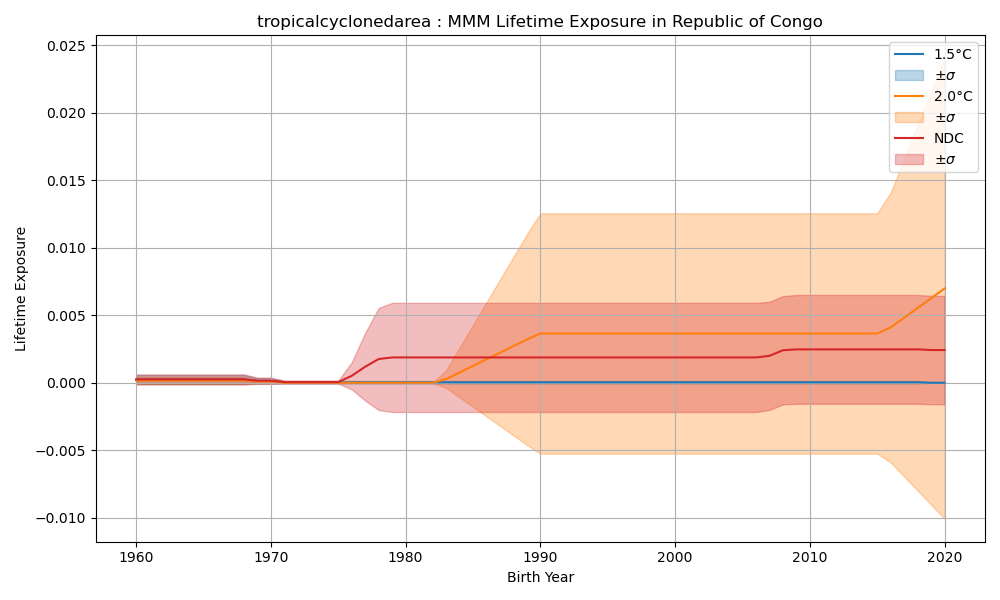 tropicalcyclonedarea : MMM Lifetime Exposure in Republic of Congo
Lifetime Exposure
0.025
0.020
0.015
0.010
0.005
0.000
−0.005
−0.010
1960 1970 1980 1990 2000 2010 2020
Birth Year
1.5°C
±σ
2.0°C
±σ
NDC
±σ